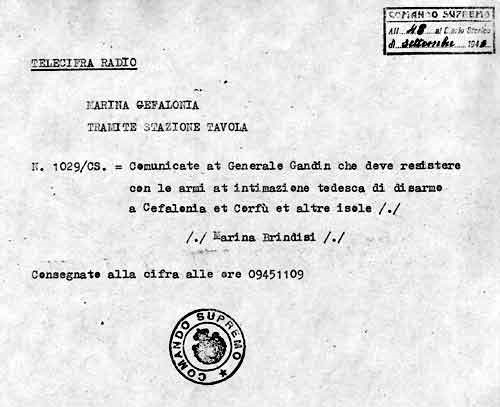 COMANDO SUPREMO
All. 48 al Diario Storico
di settembre 1943
TELECIFRA RADIO
MARINA GEFALONIA
TRAMITE STAZIONE TAVOLA
N. 1029/CS. = Comunicate at Generale Gandin che deve resistere
con le armi at intimazione tedesca di disarmo
a Cefalonia et Corfù et altre isole /./
/./ Marina Brindisi /./
Consegnato alla cifra alle ore 09451109
COMANDO SUPREMO